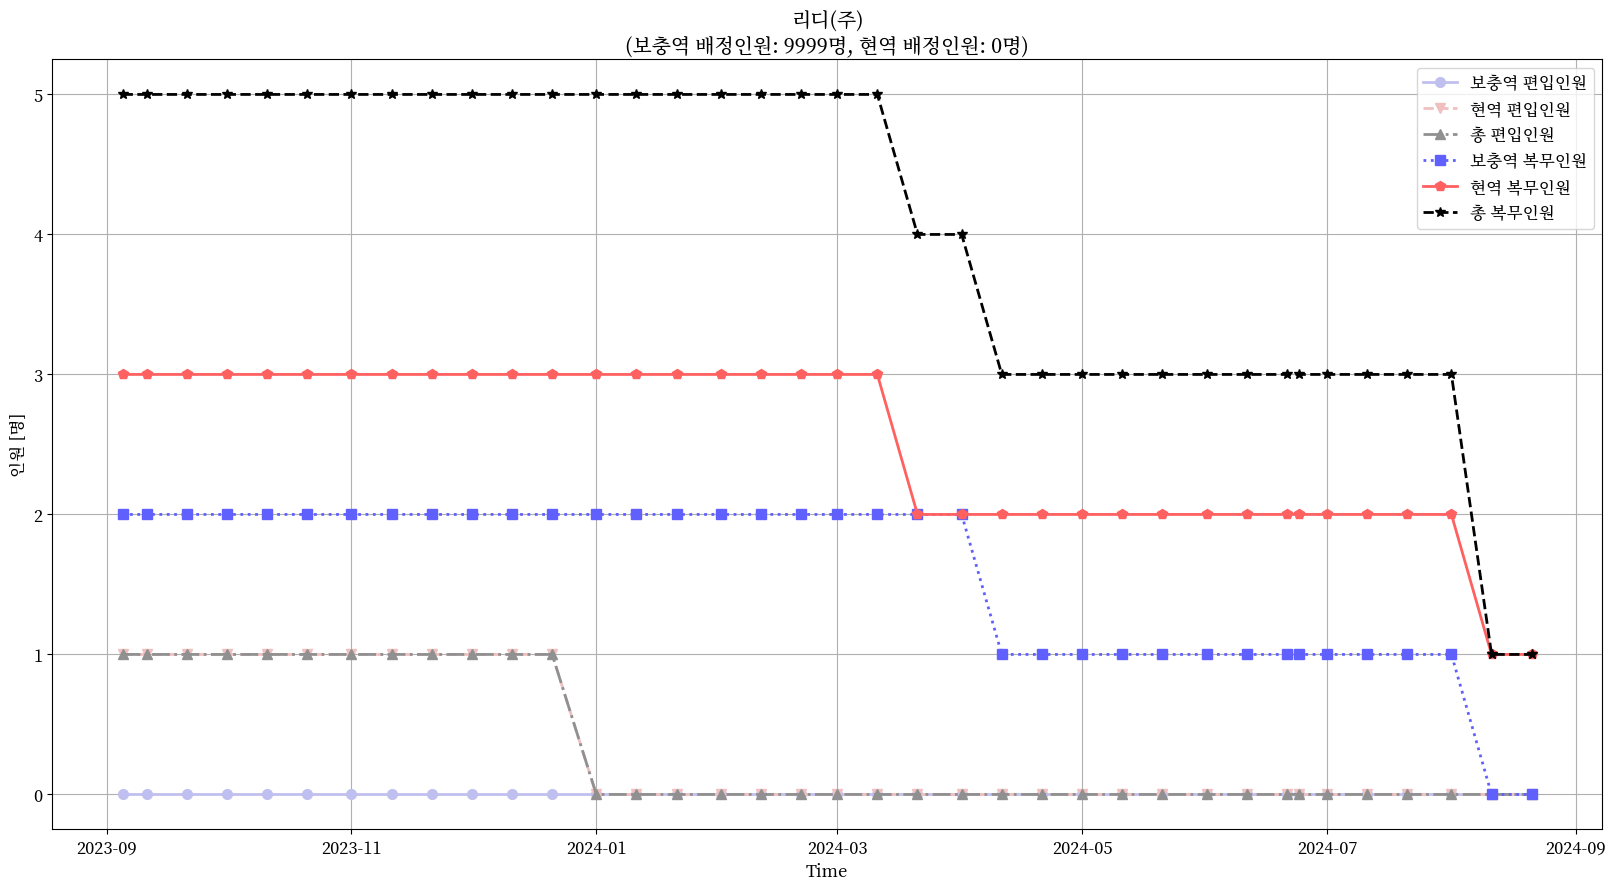 리디(주)
(보충역 배정인원: 9999명, 현역 배정인원: 0명)
보충역 편입인원
현역 편입인원
총 편입인원
보충역 복무인원
현역 복무인원
총 복무인원
인원 [명]
5
4
3
2
1
0
2023-09 2023-11 2024-01 2024-03 2024-05 2024-07 2024-09
Time